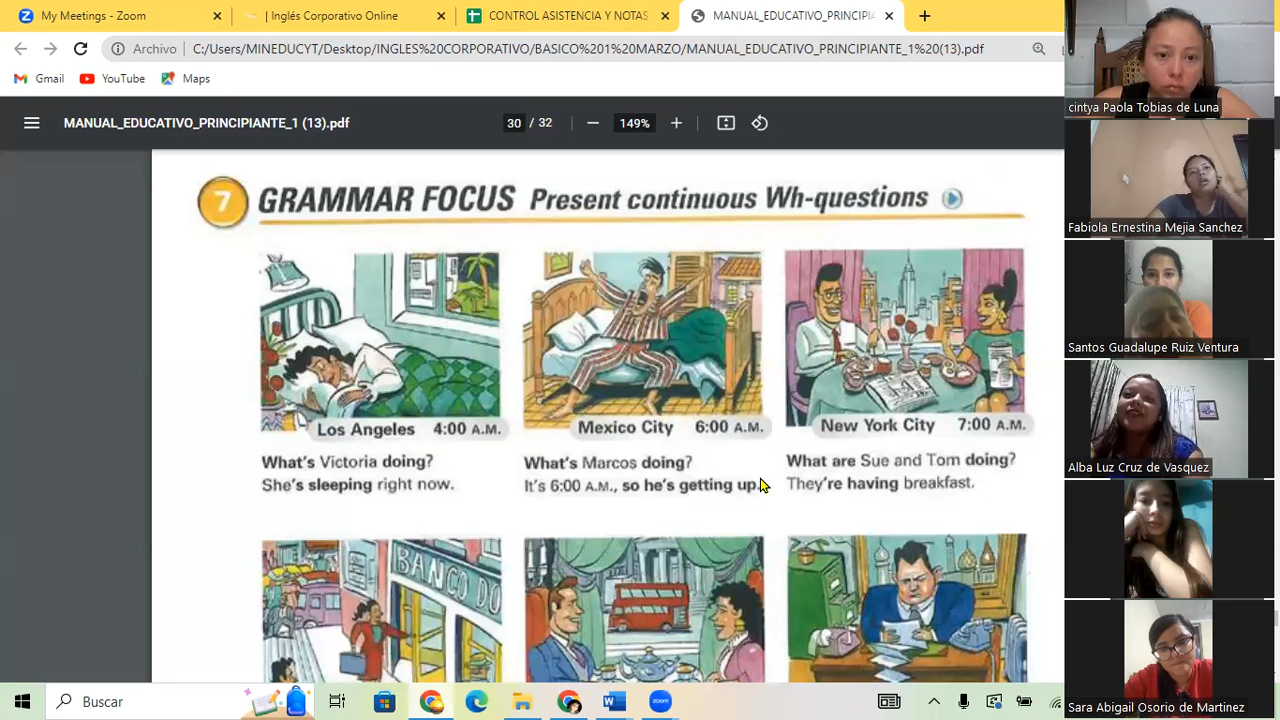 My Meetings - Zoom
| Inglés Corporativo Online
CONTROL ASISTENCIA Y NOTAS
MANUAL_EDUCATIVO_PRINCIPIA
Archivo
C:/Users/MINEDUCYT/Desktop/INGLES%20CORPORATIVO/BASICO%201%20MARZO/MANUAL_EDUCATIVO_PRINCIPIANTE_1%20(13).pdf
Gmail
YouTube
Maps
MANUAL_EDUCATIVO_PRINCIPIANTE_1 (13).pdf
30 / 32
149%
7 GRAMMAR FOCUS Present continuous Wh-questions
Los Angeles 4:00 A.M.
What's Victoria doing?
She's sleeping right now.
Mexico City 6:00 A.M.
What's Marcos doing?
It's 6:00 A.M., so he's getting up.
New York City 7:00 A.M.
What are Sue and Tom doing?
They're having breakfast.
BANCO DO
cintya Paola Tobias de Luna
Fabiola Ernestina Mejia Sanchez
Santos Guadalupe Ruiz Ventura
Alba Luz Cruz de Vasquez
Sara Abigail Osorio de Martinez
Buscar
zoom